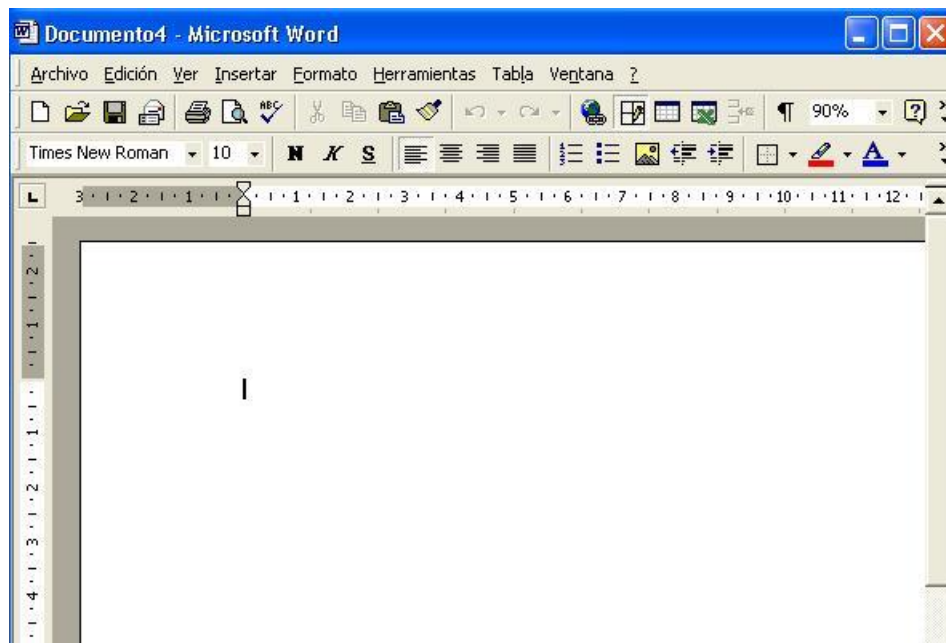 Documento4 - Microsoft Word
Archivo Edición Ver Insertar Formato Herramientas Tabla Ventana ?
ABC ¶ 90% ?
Times New Roman 10 N K S A
L 3 2 1 1 2 3 4 5 6 7 8 9 10 11 12
2
1
1
2
3
4